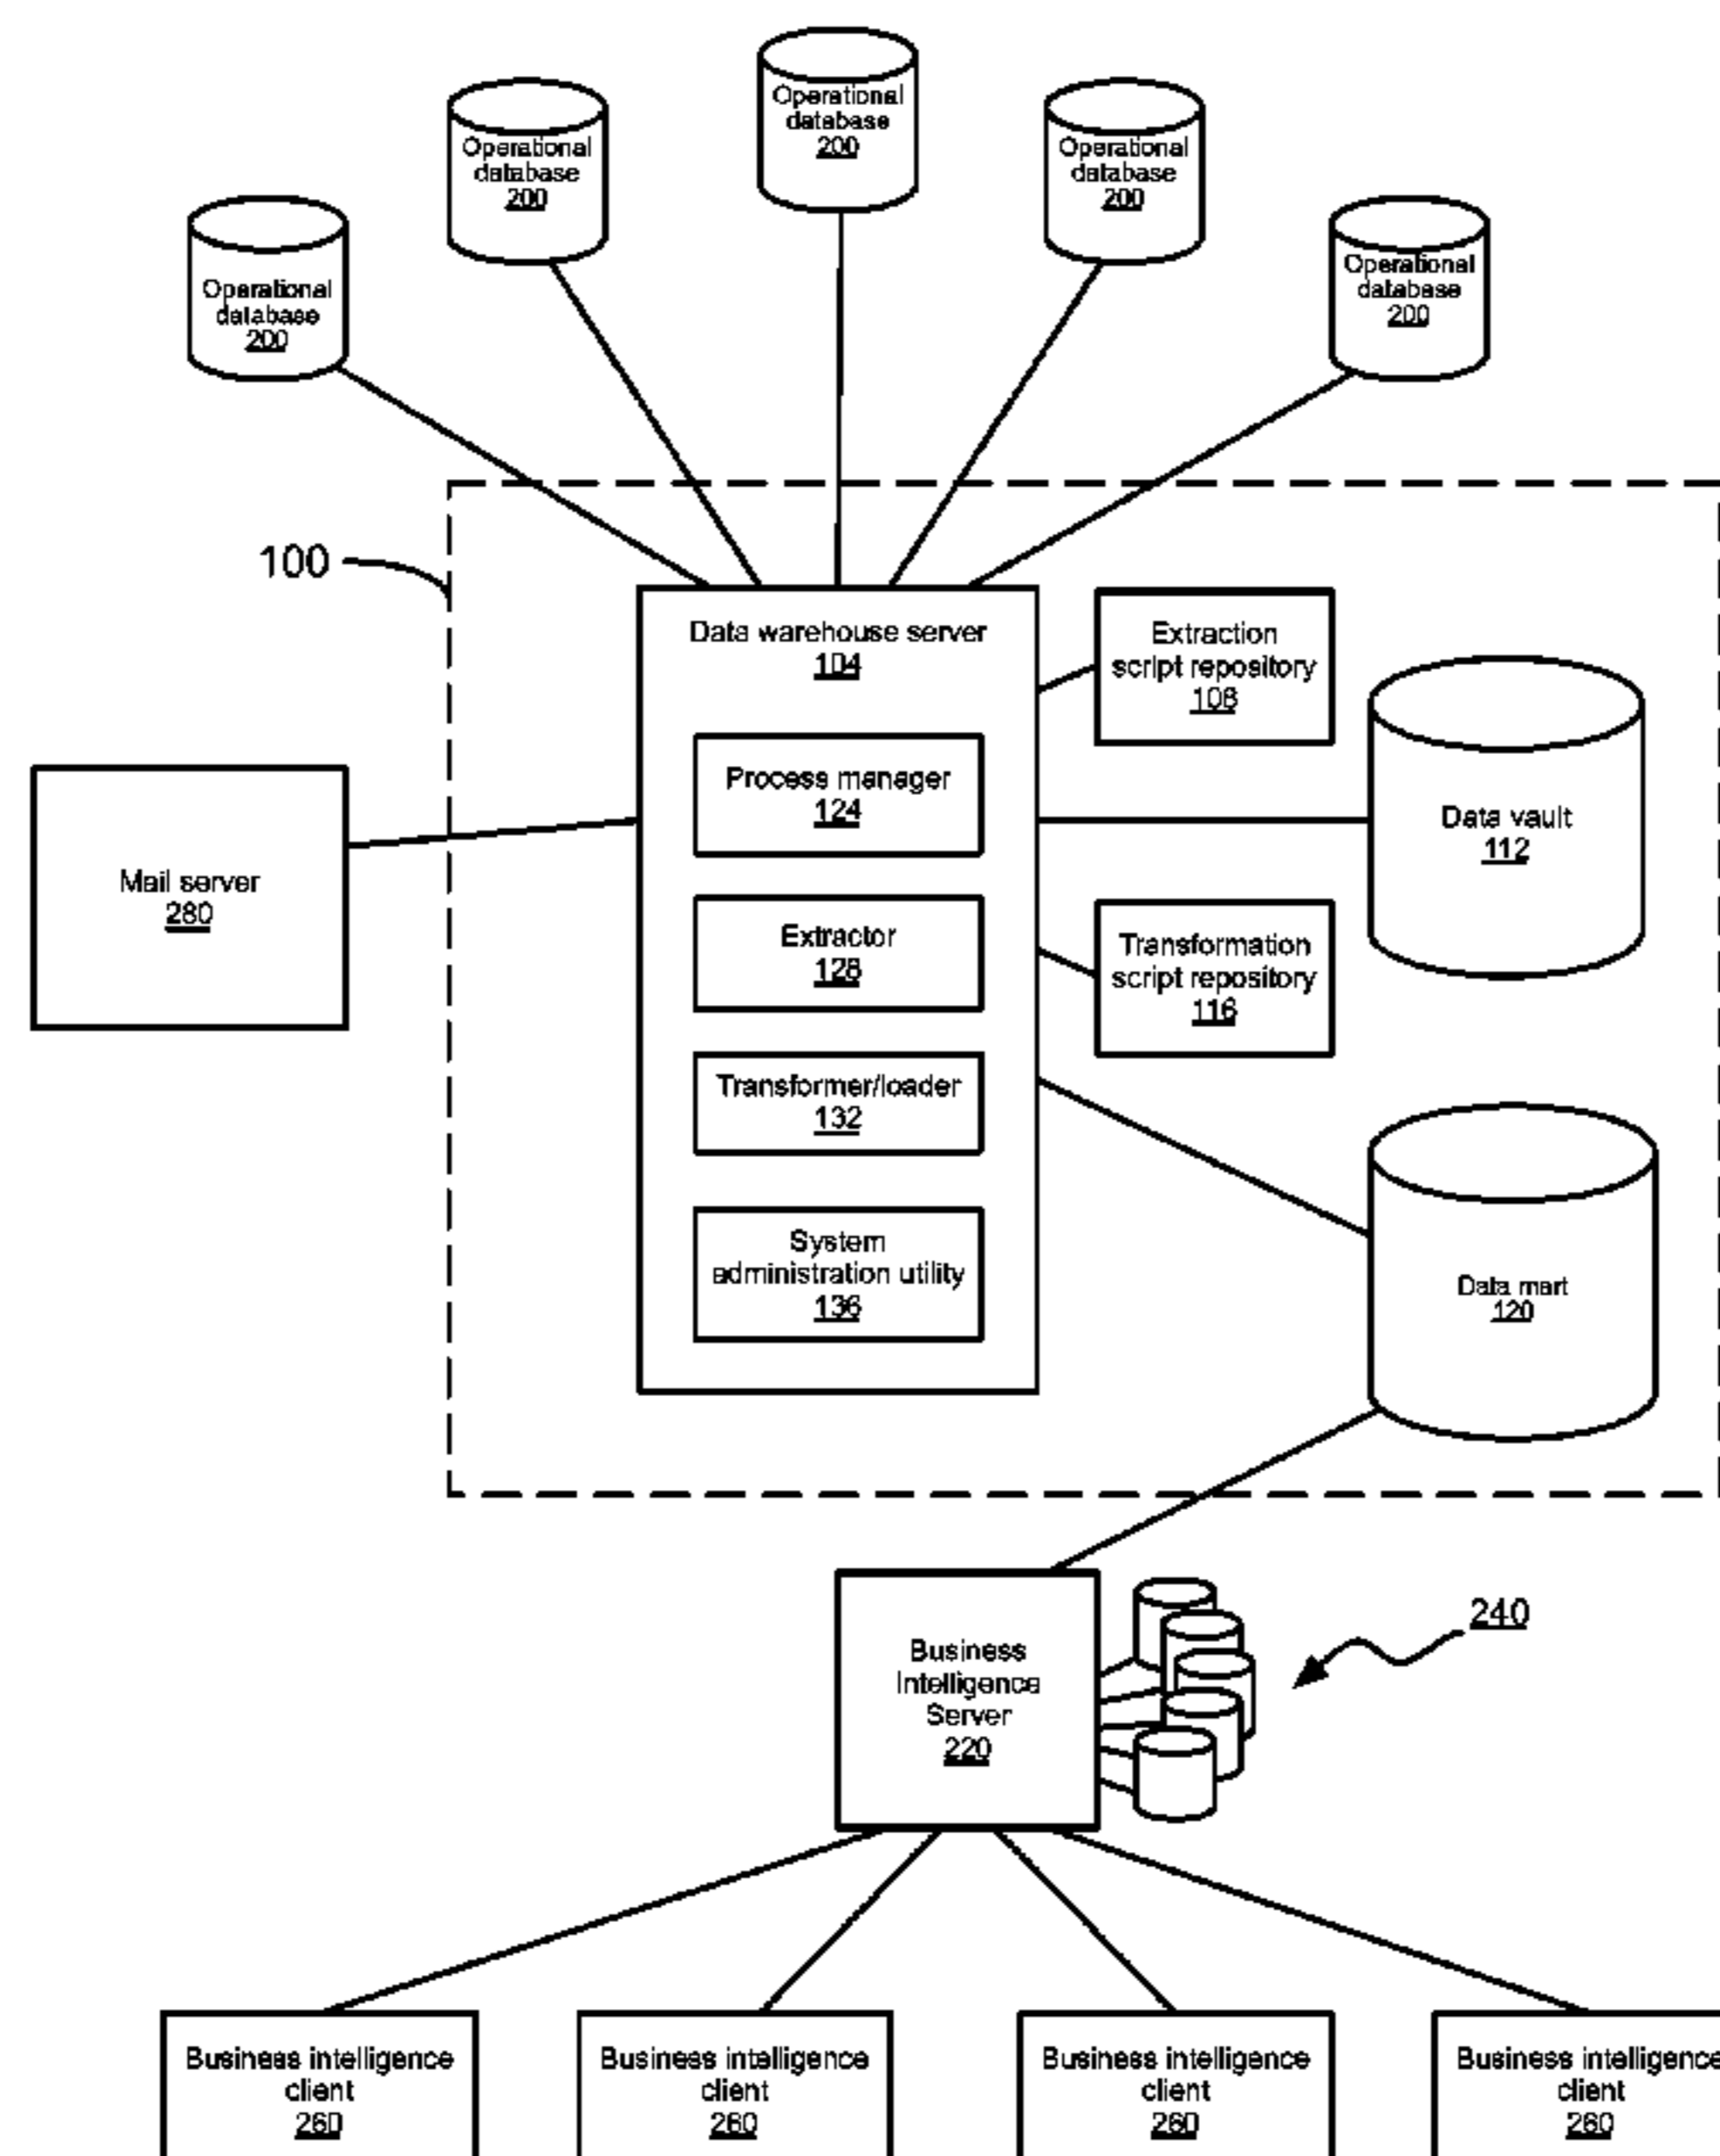 Operational
database
200
Operational
database
200
Operational
database
200
Operational
database
200
Operational
database
200
100
Data warehouse server
104
Process manager
124
Extractor
128
Transformer/loader
132
System
administration utility
136
Extraction
script repository
108
Data vault
112
Transformation
script repository
116
Data mart
120
Mail server
280
Business
Intelligence
Server
220
240
Business intelligence
client
260
Business intelligence
client
260
Business intelligence
client
260
Business intelligence
client
260